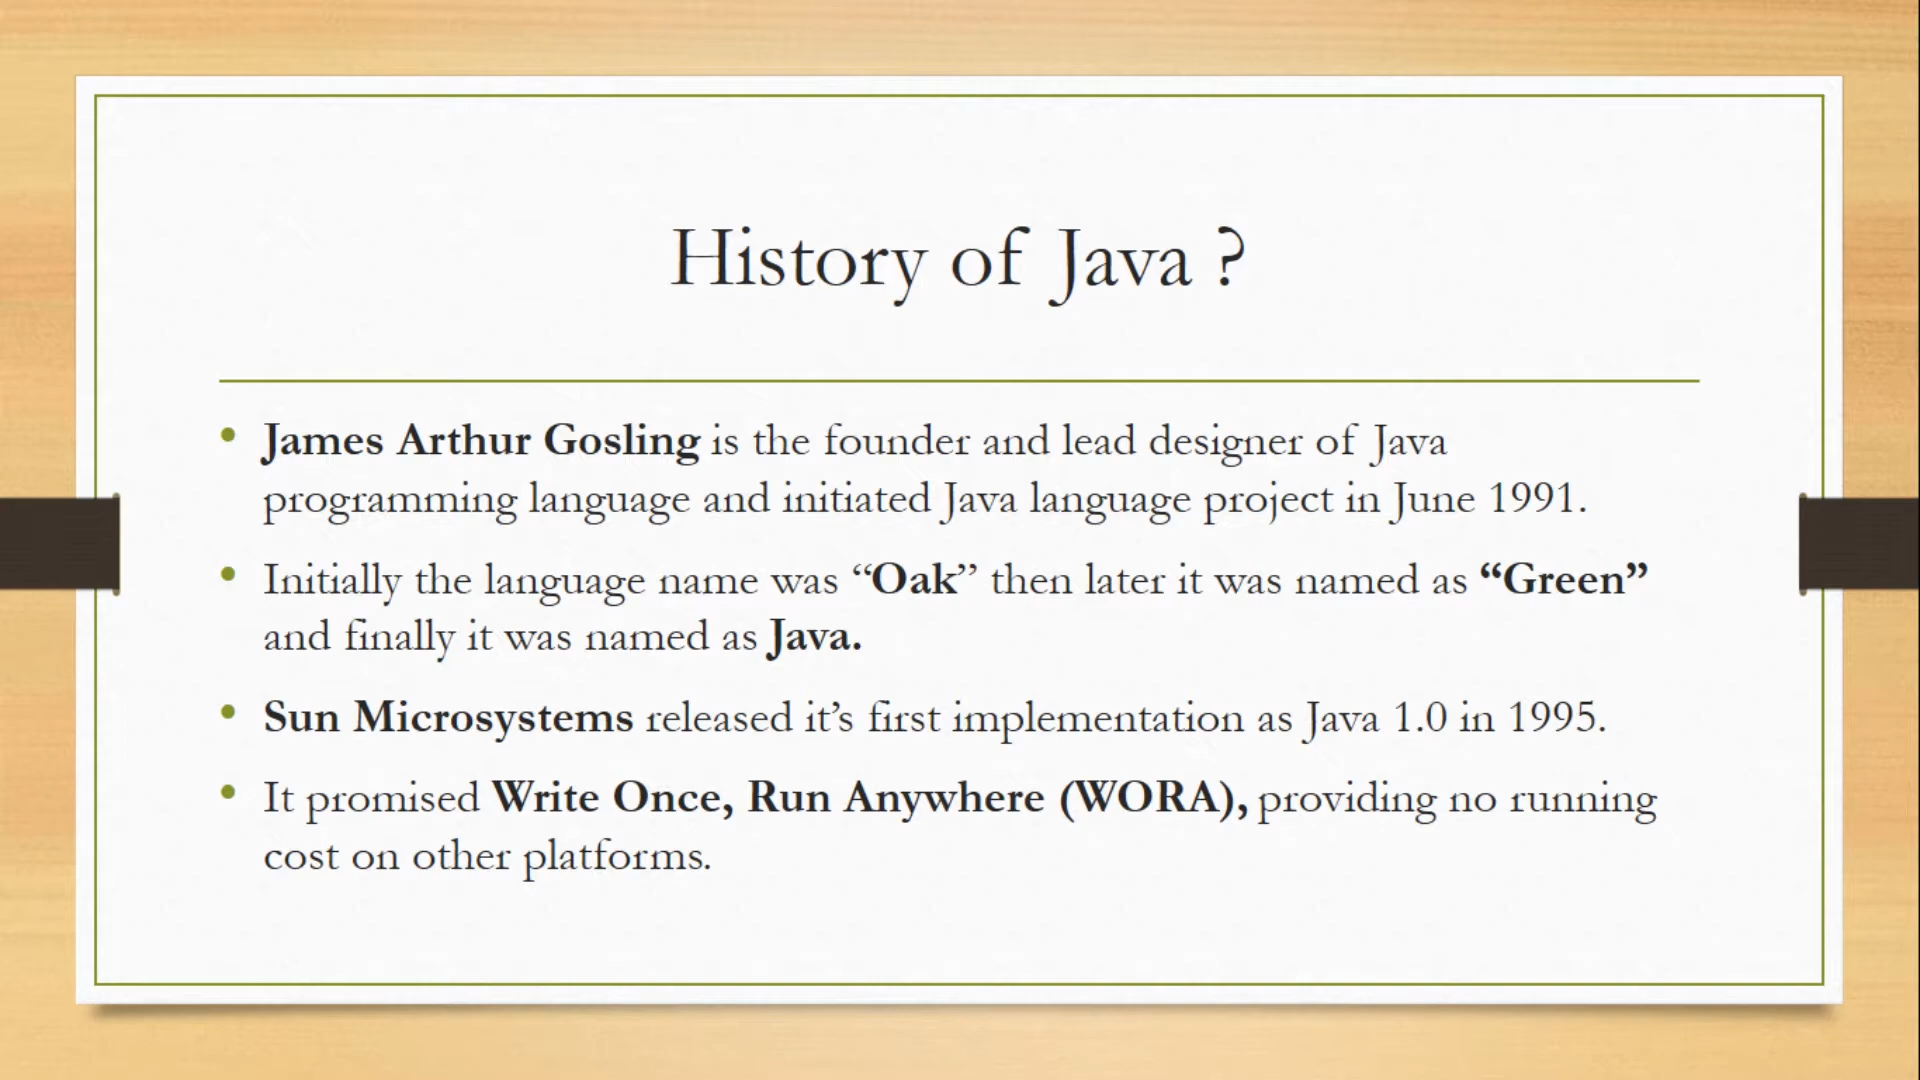 History of Java ?
• James Arthur Gosling is the founder and lead designer of Java
programming language and initiated Java language project in June 1991.
• Initially the language name was “Oak” then later it was named as “Green”
and finally it was named as Java.
• Sun Microsystems released it’s first implementation as Java 1.0 in 1995.
• It promised Write Once, Run Anywhere (WORA), providing no running
cost on other platforms.